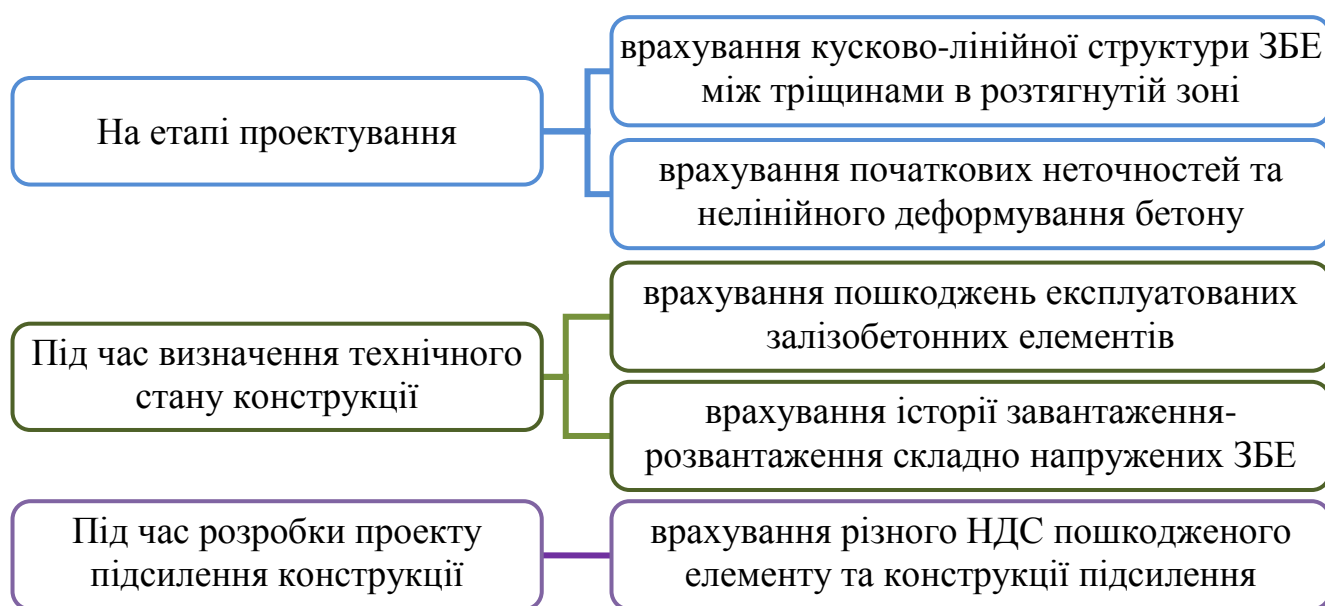 На етапі проектування
врахування кусково-лінійної структури ЗБЕ
між тріщинами в розтягнутій зоні
врахування початкових неточностей та
нелінійного деформування бетону
Під час визначення технічного
стану конструкції
врахування пошкоджень експлуатованих
залізобетонних елементів
врахування історії завантаження-
розвантаження складно напружених ЗБЕ
Під час розробки проекту
підсилення конструкції
врахування різного НДС пошкодженого
елементу та конструкції підсилення